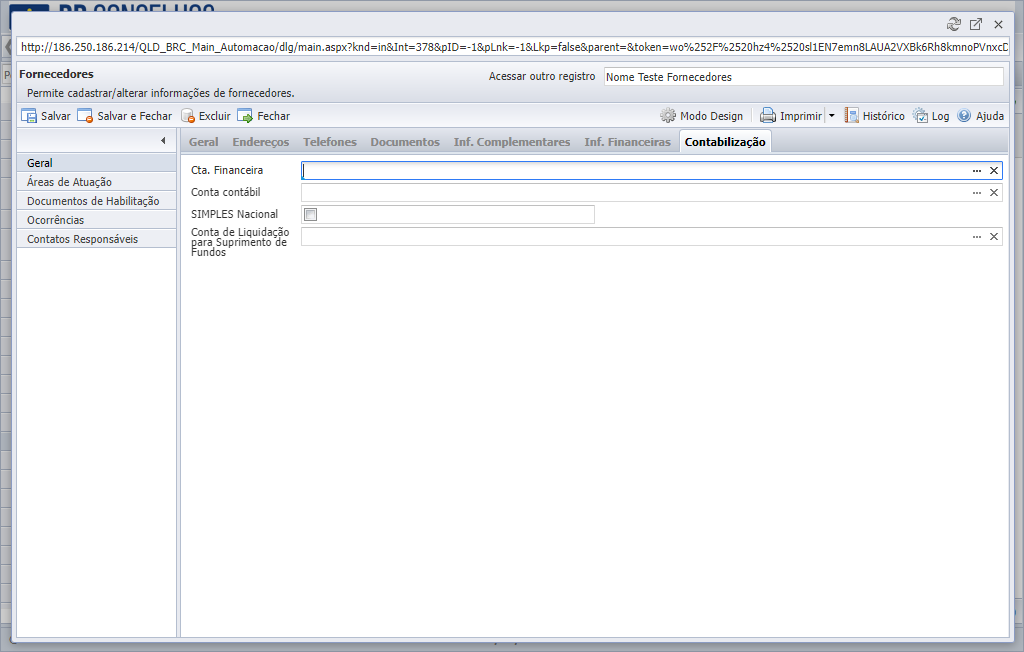 BR CONSELHOS
http://186.250.186.214/QLD_BRC_Main_Automacao/dlg/main.aspx?knd=in&Int=378&pID=-1&pLnk=-1&Lkp=false&parent=&token=wo%252F%2520hz4%2520sl1EN7emn8LAUA2VXBk6Rh8kmnoPVnxcD
Fornecedores
Acessar outro registro Nome Teste Fornecedores
Permite cadastrar/alterar informações de fornecedores.
Salvar Salvar e Fechar Excluir Fechar Modo Design Imprimir Histórico Log Ajuda
Geral Endereços Telefones Documentos Inf. Complementares Inf. Financeiras Contabilização
Geral
Áreas de Atuação
Documentos de Habilitação
Ocorrências
Contatos Responsáveis
Cta. Financeira
Conta contábil
SIMPLES Nacional
Conta de Liquidação
para Suprimento de
Fundos